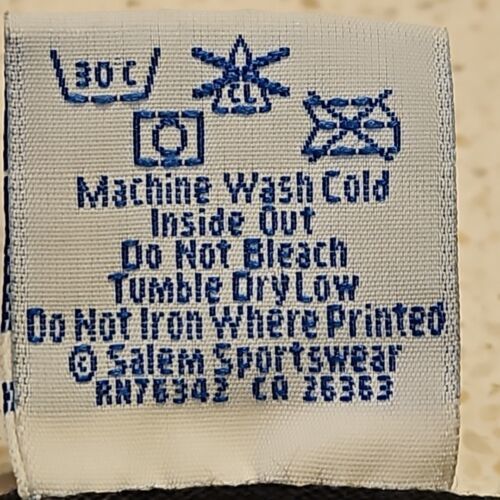 30C
CL
Machine Wash Cold
Inside Out
Do Not Bleach
Tumble Dry Low
Do Not Iron Where Printed
© Salem Sportswear
RN76342 CA 26363